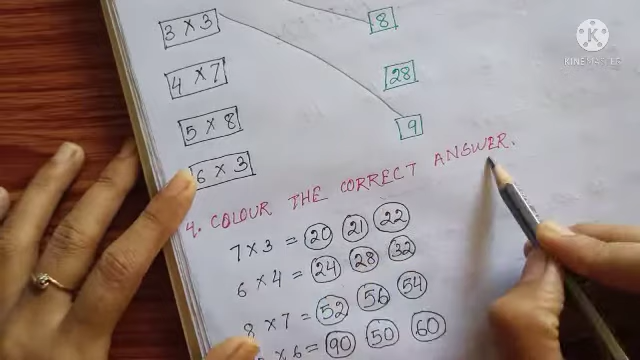 3 × 3
8
KINEMASTER
4 × 7
28
5 × 8
9
6 × 3
4. COLOUR THE CORRECT ANSWER.
7 × 3 = 20 21 22
6 × 4 = 24 28 32
8 × 7 = 52 56 54
× 6 = 90 50 60